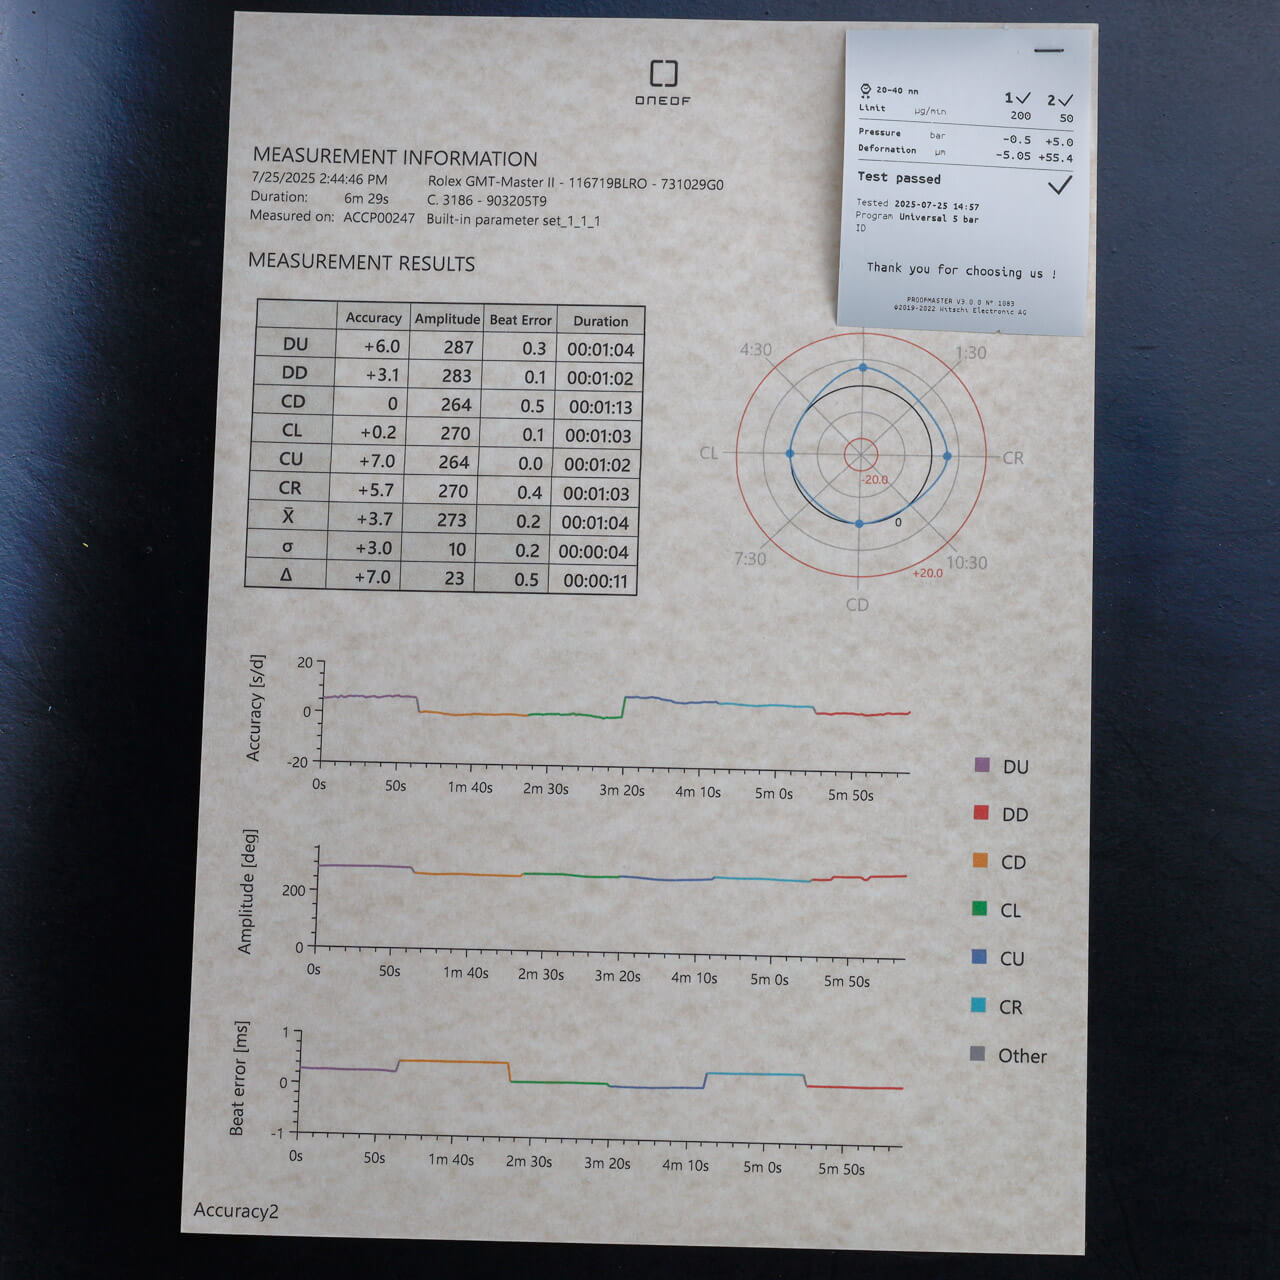 ONEOF
MEASUREMENT INFORMATION
7/25/2025 2:44:46 PM Rolex GMT-Master II - 116719BLRO - 731029G0
Duration: 6m 29s C. 3186 - 903205T9
Measured on: ACCP00247 Built-in parameter set_1_1_1
20-40 nm 1✓ 2✓
Limit µg/min 200 50
Pressure bar -0.5 +5.0
Deformation µm -5.05 +55.4
Test passed ✓
Tested 2025-07-25 14:57
Program Universal 5 bar
ID
Thank you for choosing us !
PROOFMASTER V3.0.0 N° 1083
©2019-2022 Witschi Electronic AG
MEASUREMENT RESULTS
Accuracy Amplitude Beat Error Duration
DU +6.0 287 0.3 00:01:04
DD +3.1 283 0.1 00:01:02
CD 0 264 0.5 00:01:13
CL +0.2 270 0.1 00:01:03
CU +7.0 264 0.0 00:01:02
CR +5.7 270 0.4 00:01:03
X̄ +3.7 273 0.2 00:01:04
σ +3.0 10 0.2 00:00:04
Δ +7.0 23 0.5 00:00:11
4:30 1:30
CL CR
-20.0
0
7:30 10:30
+20.0
CD
Accuracy [s/d]
20
0
-20
0s 50s 1m 40s 2m 30s 3m 20s 4m 10s 5m 0s 5m 50s
Amplitude [deg]
200
0
0s 50s 1m 40s 2m 30s 3m 20s 4m 10s 5m 0s 5m 50s
Beat error [ms]
1
0
-1
0s 50s 1m 40s 2m 30s 3m 20s 4m 10s 5m 0s 5m 50s
DU
DD
CD
CL
CU
CR
Other
Accuracy2